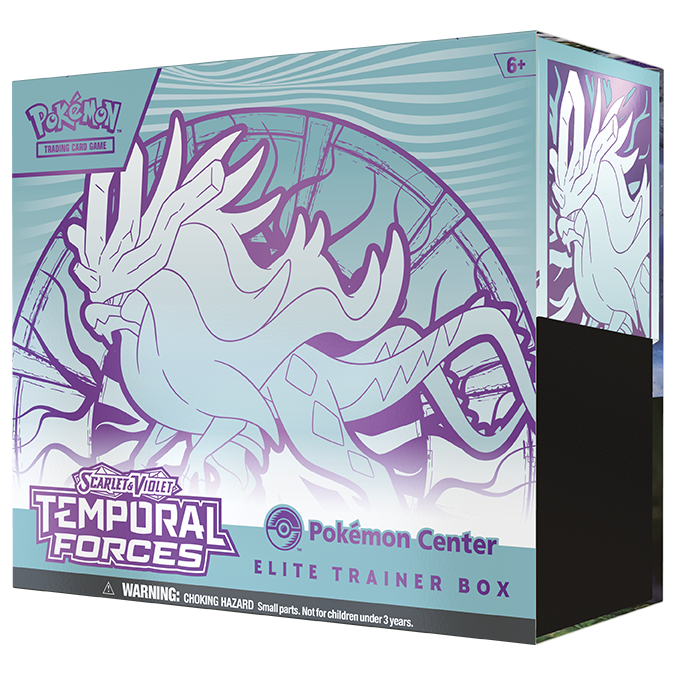 POKÉMON
TRADING CARD GAME
6+
SCARLET & VIOLET
TEMPORAL
FORCES
Pokémon Center
ELITE TRAINER BOX
WARNING: CHOKING HAZARD Small parts. Not for children under 3 years.